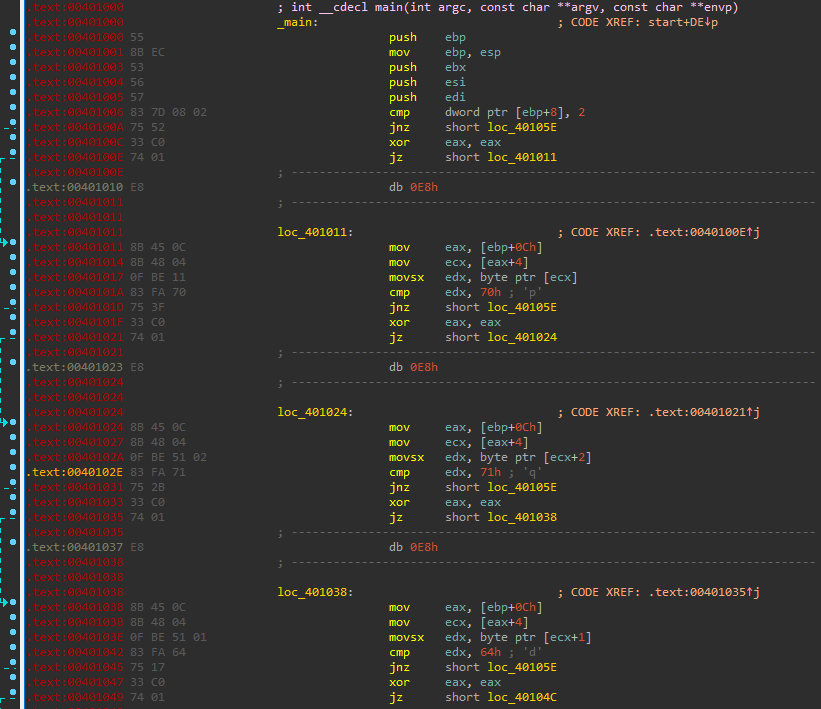 .text:00401000 ; int __cdecl main(int argc, const char **argv, const char **envp)
.text:00401000 _main: ; CODE XREF: start+DE↓p
.text:00401000 55 push ebp
.text:00401001 8B EC mov ebp, esp
.text:00401003 53 push ebx
.text:00401004 56 push esi
.text:00401005 57 push edi
.text:00401006 83 7D 08 02 cmp dword ptr [ebp+8], 2
.text:0040100A 75 52 jnz short loc_40105E
.text:0040100C 33 C0 xor eax, eax
.text:0040100E 74 01 jz short loc_401011
.text:0040100E ; ---------------------------------------------------------------------------
.text:00401010 E8 db 0E8h
.text:00401011 ; ---------------------------------------------------------------------------
.text:00401011
.text:00401011 loc_401011: ; CODE XREF: .text:0040100E↑j
.text:00401011 8B 45 0C mov eax, [ebp+0Ch]
.text:00401014 8B 48 04 mov ecx, [eax+4]
.text:00401017 0F BE 11 movsx edx, byte ptr [ecx]
.text:0040101A 83 FA 70 cmp edx, 70h ; 'p'
.text:0040101D 75 3F jnz short loc_40105E
.text:0040101F 33 C0 xor eax, eax
.text:00401021 74 01 jz short loc_401024
.text:00401021 ; ---------------------------------------------------------------------------
.text:00401023 E8 db 0E8h
.text:00401024 ; ---------------------------------------------------------------------------
.text:00401024
.text:00401024 loc_401024: ; CODE XREF: .text:00401021↑j
.text:00401024 8B 45 0C mov eax, [ebp+0Ch]
.text:00401027 8B 48 04 mov ecx, [eax+4]
.text:0040102A 0F BE 51 02 movsx edx, byte ptr [ecx+2]
.text:0040102E 83 FA 71 cmp edx, 71h ; 'q'
.text:00401031 75 2B jnz short loc_40105E
.text:00401033 33 C0 xor eax, eax
.text:00401035 74 01 jz short loc_401038
.text:00401035 ; ---------------------------------------------------------------------------
.text:00401037 E8 db 0E8h
.text:00401038 ; ---------------------------------------------------------------------------
.text:00401038
.text:00401038 loc_401038: ; CODE XREF: .text:00401035↑j
.text:00401038 8B 45 0C mov eax, [ebp+0Ch]
.text:0040103B 8B 48 04 mov ecx, [eax+4]
.text:0040103E 0F BE 51 01 movsx edx, byte ptr [ecx+1]
.text:00401042 83 FA 64 cmp edx, 64h ; 'd'
.text:00401045 75 17 jnz short loc_40105E
.text:00401047 33 C0 xor eax, eax
.text:00401049 74 01 jz short loc_40104C